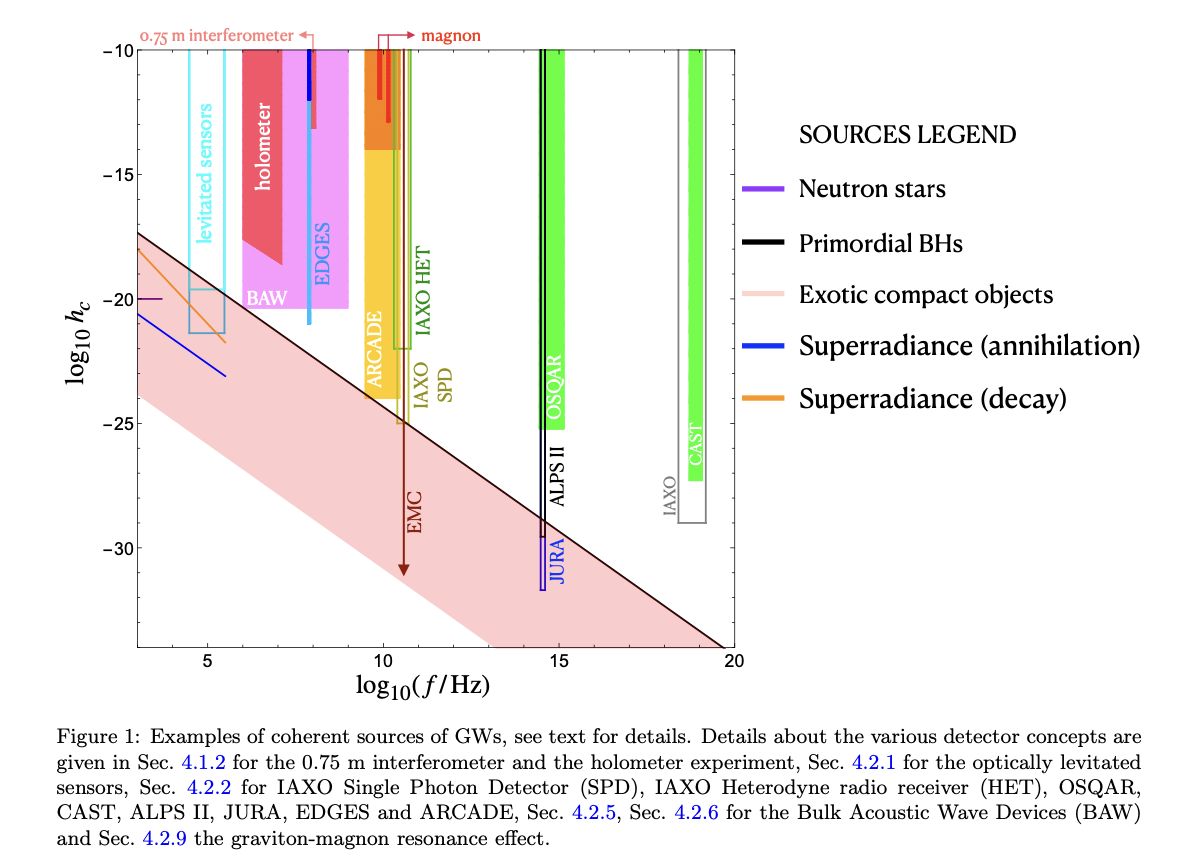 0.75 m interferometer
magnon
−10
−15
−20
−25
−30
log10 hc
levitated sensors
holometer
BAW
EDGES
ARCADE
IAXO HET
IAXO
SPD
EMC
OSQAR
ALPS II
JURA
IAXO
CAST
5
10
15
20
log10(f/Hz)
SOURCES LEGEND
Neutron stars
Primordial BHs
Exotic compact objects
Superradiance (annihilation)
Superradiance (decay)
Figure 1: Examples of coherent sources of GWs, see text for details. Details about the various detector concepts are
given in Sec. 4.1.2 for the 0.75 m interferometer and the holometer experiment, Sec. 4.2.1 for the optically levitated
sensors, Sec. 4.2.2 for IAXO Single Photon Detector (SPD), IAXO Heterodyne radio receiver (HET), OSQAR,
CAST, ALPS II, JURA, EDGES and ARCADE, Sec. 4.2.5, Sec. 4.2.6 for the Bulk Acoustic Wave Devices (BAW)
and Sec. 4.2.9 the graviton-magnon resonance effect.